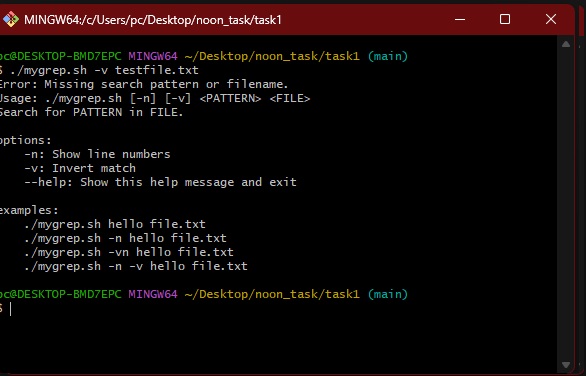 MINGW64:/c/Users/pc/Desktop/noon_task/task1
pc@DESKTOP-BMD7EPC MINGW64 ~/Desktop/noon_task/task1 (main)
$ ./mygrep.sh -v testfile.txt
Error: Missing search pattern or filename.
Usage: ./mygrep.sh [-n] [-v] <PATTERN> <FILE>
Search for PATTERN in FILE.
options:
-n: Show line numbers
-v: Invert match
--help: Show this help message and exit
examples:
./mygrep.sh hello file.txt
./mygrep.sh -n hello file.txt
./mygrep.sh -vn hello file.txt
./mygrep.sh -n -v hello file.txt
pc@DESKTOP-BMD7EPC MINGW64 ~/Desktop/noon_task/task1 (main)
$